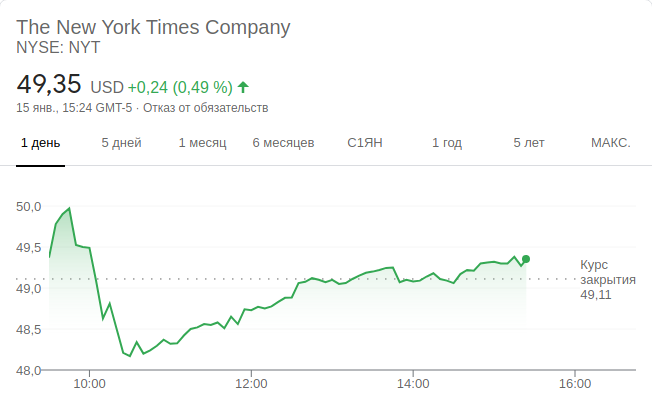 The New York Times Company
NYSE: NYT
49,35 USD +0,24 (0,49 %)
15 янв., 15:24 GMT-5 · Отказ от обязательств
1 день 5 дней 1 месяц 6 месяцев С1ЯН 1 год 5 лет МАКС.
50,0
49,5
49,0
48,5
48,0
Курс
закрытия
49,11
10:00 12:00 14:00 16:00